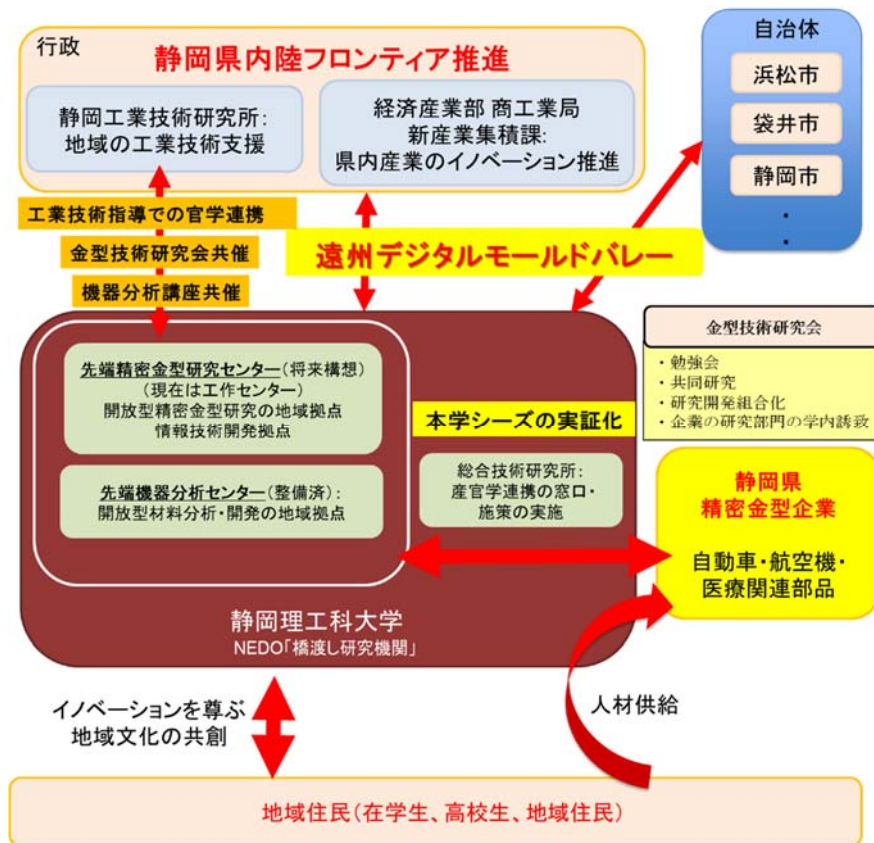 行政
静岡県内陸フロンティア推進
静岡工業技術研究所:
地域の工業技術支援
経済産業部 商工業局
新産業集積課:
県内産業のイノベーション推進
自治体
浜松市
袋井市
静岡市
・
・
工業技術指導での官学連携
金型技術研究会共催
機器分析講座共催
遠州デジタルモールドバレー
先端精密金型研究センター(将来構想)
(現在は工作センター)
開放型精密金型研究の地域拠点
情報技術開発拠点
先端機器分析センター(整備済):
開放型材料分析・開発の地域拠点
本学シーズの実証化
総合技術研究所:
産官学連携の窓口・
施策の実施
金型技術研究会
・勉強会
・共同研究
・研究開発組合化
・企業の研究部門の学内誘致
静岡県
精密金型企業
自動車・航空機・
医療関連部品
静岡理工科大学
NEDO「橋渡し研究機関」
イノベーションを尊ぶ
地域文化の共創
人材供給
地域住民(在学生、高校生、地域住民)